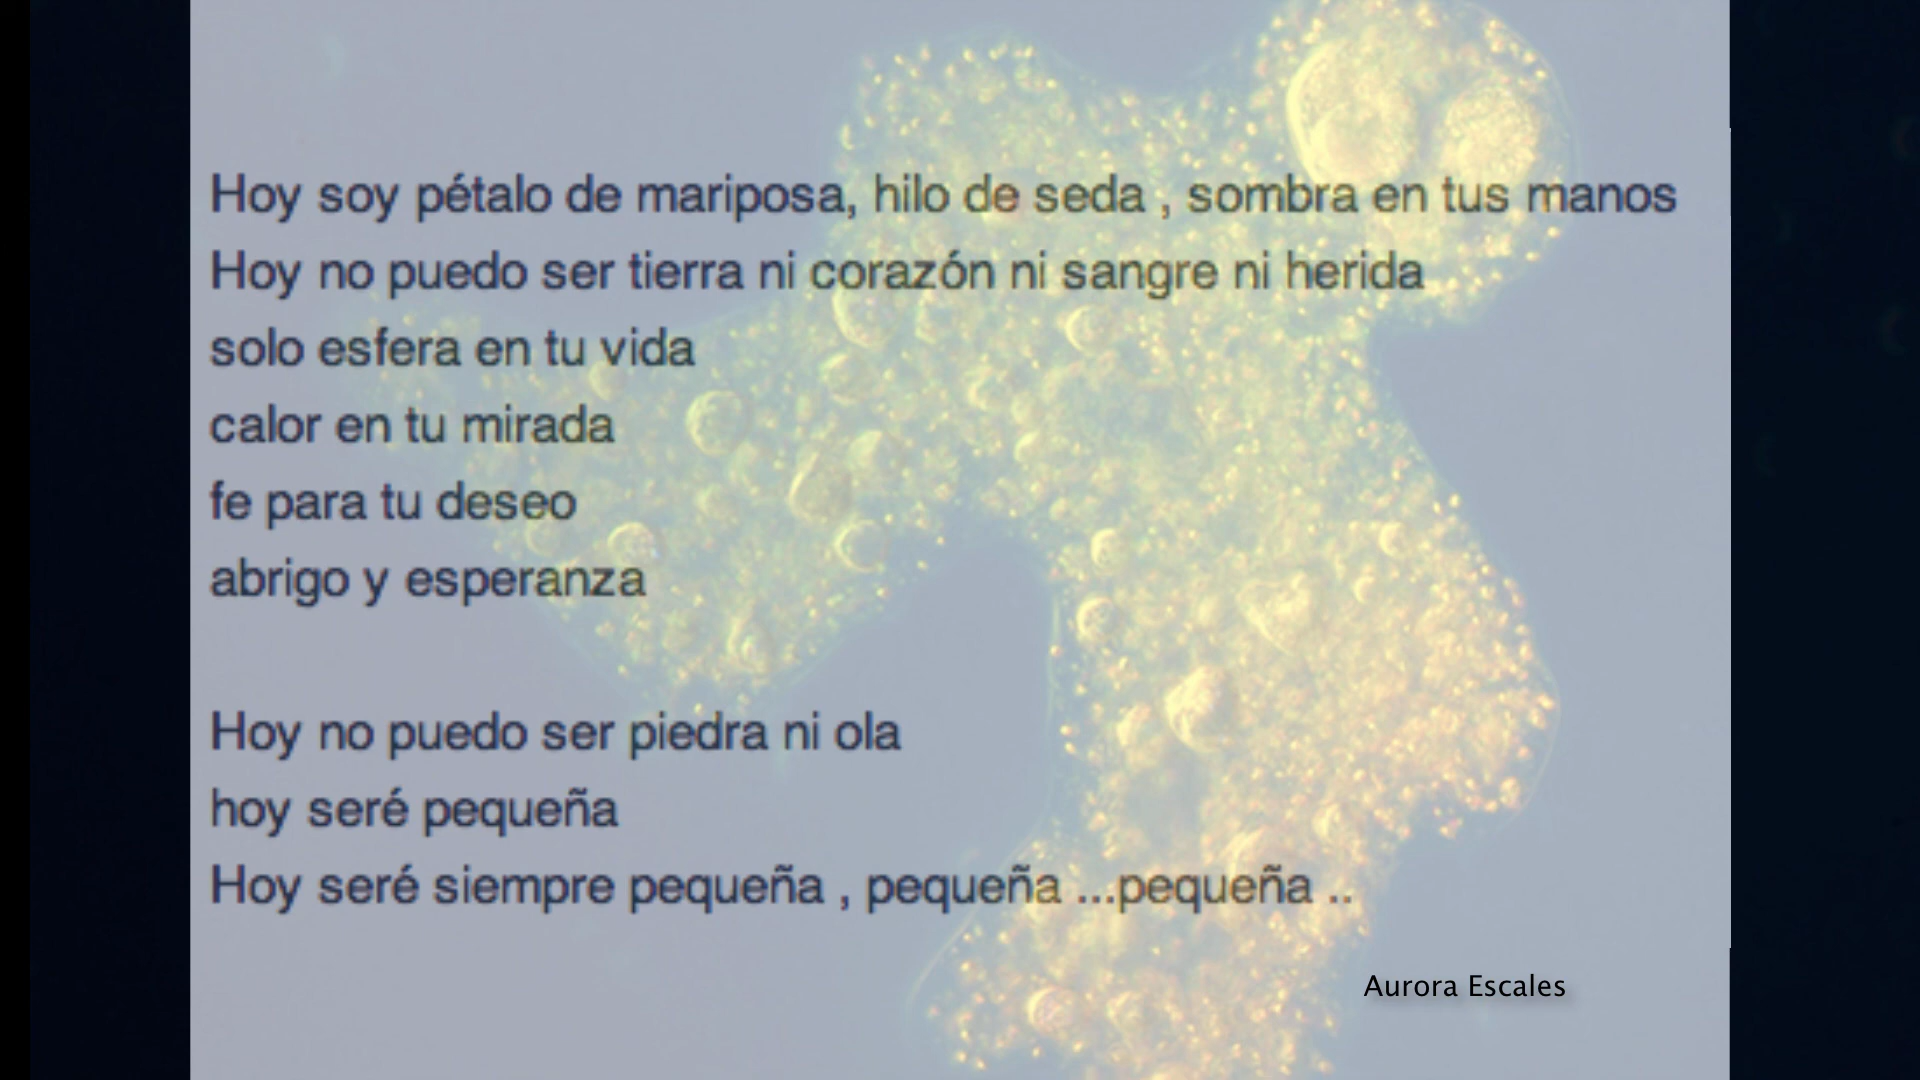 Hoy soy pétalo de mariposa, hilo de seda , sombra en tus manos
Hoy no puedo ser tierra ni corazón ni sangre ni herida
solo esfera en tu vida
calor en tu mirada
fe para tu deseo
abrigo y esperanza
Hoy no puedo ser piedra ni ola
hoy seré pequeña
Hoy seré siempre pequeña , pequeña ...pequeña ..
Aurora Escales